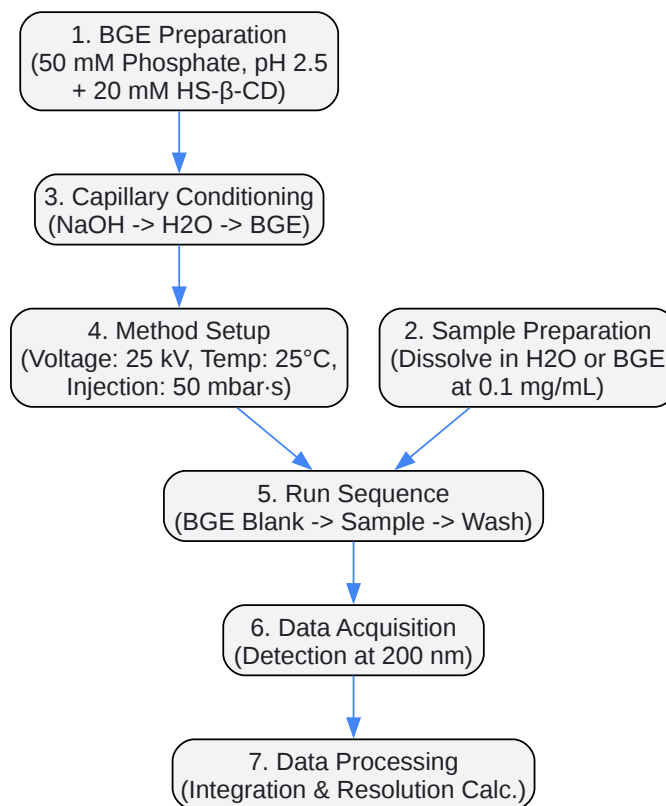 1. BGE Preparation
(50 mM Phosphate, pH 2.5
+ 20 mM HS-β-CD)
3. Capillary Conditioning
(NaOH -> H2O -> BGE)
4. Method Setup
(Voltage: 25 kV, Temp: 25°C,
Injection: 50 mbar·s)
2. Sample Preparation
(Dissolve in H2O or BGE
at 0.1 mg/mL)
5. Run Sequence
(BGE Blank -> Sample -> Wash)
6. Data Acquisition
(Detection at 200 nm)
7. Data Processing
(Integration & Resolution Calc.)